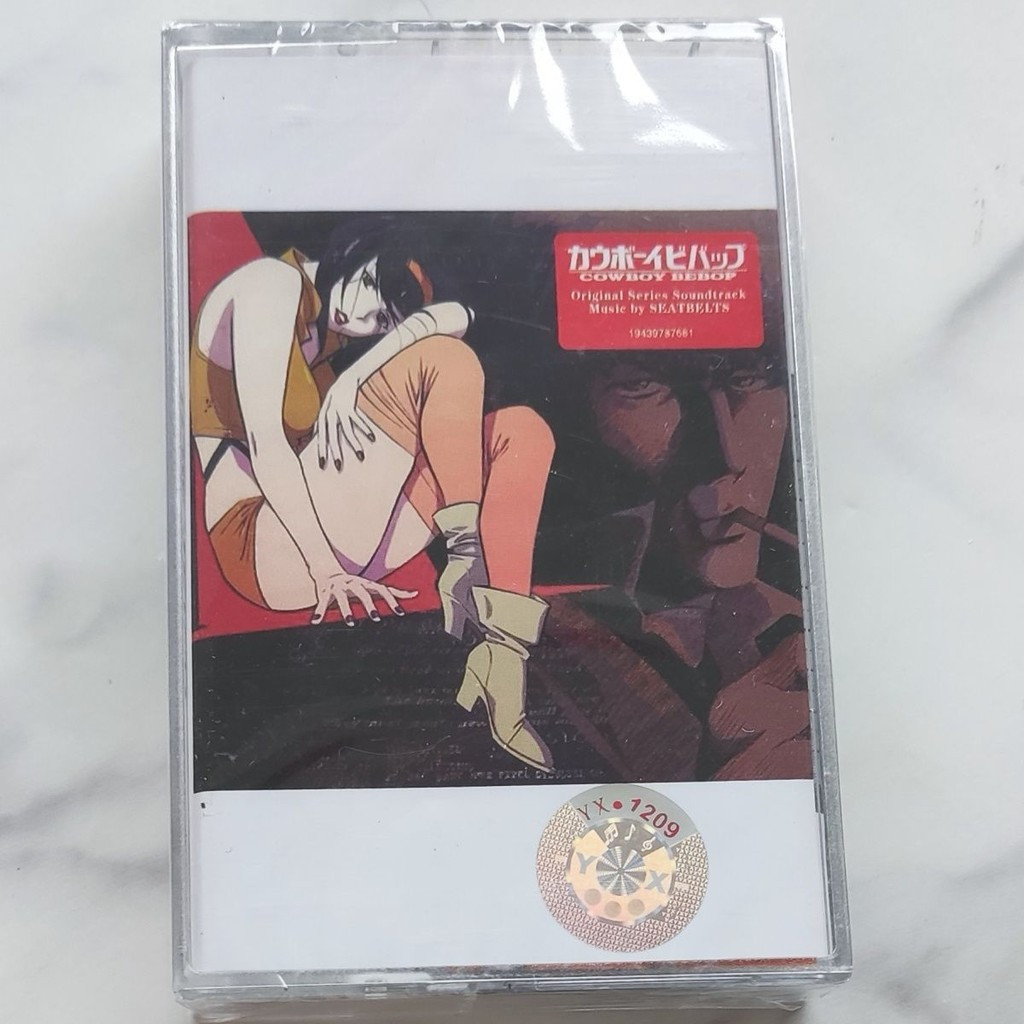 カウボーイビバップ
COWBOY BEBOP
Original Series Soundtrack
Music by SEATBELTS
19439787681
YX•1209
Y X